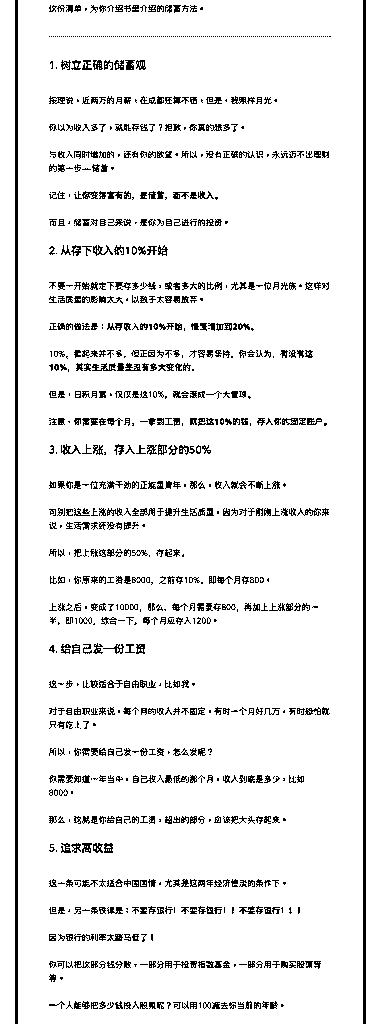 这份清单，为你介绍书里介绍的储蓄方法。
1. 树立正确的储蓄观
按理说，近两万的月薪，在成都还算不错，但是，我照样月光。
你以为收入多了，就能存钱了？抱歉，你真的想多了。
与收入同时增加的，还有你的欲望。所以，没有正确的认识，永远迈不出理财
的第一步—储蓄。
记住，让你变得富有的，是储蓄，而不是收入。
而且，储蓄对自己来说，是你为自己进行的投资。
2. 从存下收入的10%开始
不要一开始就定下要存多少钱，或者多大的比例，尤其是一位月光族。这样对
生活质量的影响太大，以致于太容易放弃。
正确的做法是：从存收入的10%开始，慢慢增加到20%。
10%，看起来并不多，但正因为不多，才容易坚持。你会认为，有没有这
10%，其实生活质量是没有多大变化的。
但是，日积月累，仅仅是这10%，就会滚成一个大雪球。
注意，你需要在每个月，一拿到工资，就把这10%的钱，存入你的固定账户。
3. 收入上涨，存入上涨部分的50%
如果你是一位充满干劲的正能量青年，那么，收入就会不断上涨。
可别把这些上涨的收入全部用于提升生活质量。因为对于前刚上涨收入的你来
说，生活需求还没有提升。
所以，把上涨这部分的50%，存起来。
比如，你原来的工资是8000，之前存10%，即每个月存800。
上涨之后，变成了10000，那么，每个月需要存800，再加上上涨部分的一
半，即1000，综合一下，每个月应存入1200。
4. 给自己发一份工资
这一步，比较适合于自由职业，比如我。
对于自由职业来说，每个月的收入并不固定，有时一个月好几万，有时恐怕就
只有吃土了。
所以，你需要给自己发一份工资，怎么发呢？
你需要知道一年当中，自己收入最低的那个月，收入到底是多少，比如
8000。
那么，这就是你给自己的工资，超出的部分，应该把大头存起来。
5. 追求高收益
这一条可能不太适合中国国情，尤其是这两年经济惨淡的条件下。
但是，另一条铁律是：不要存银行！不要存银行！！不要存银行！！！
因为银行的利率太踏马低了！
你可以把这部分钱分散，一部分用于投资指数基金，一部分用于购买股票等
等。
一个人能够把多少钱投入股票呢？可以用100减去你当前的年龄。